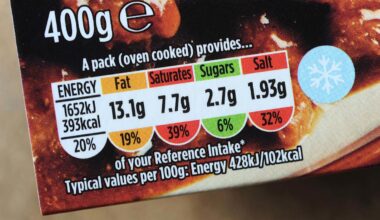 400g e
A pack (oven cooked) provides...
ENERGY Fat Saturates Sugars Salt
1652kJ
393kcal 13.1g 7.7g 2.7g 1.93g
20% 19% 39% 6% 32%
of your Reference Intake*
Typical values per 100g: Energy 428kJ/102kcal